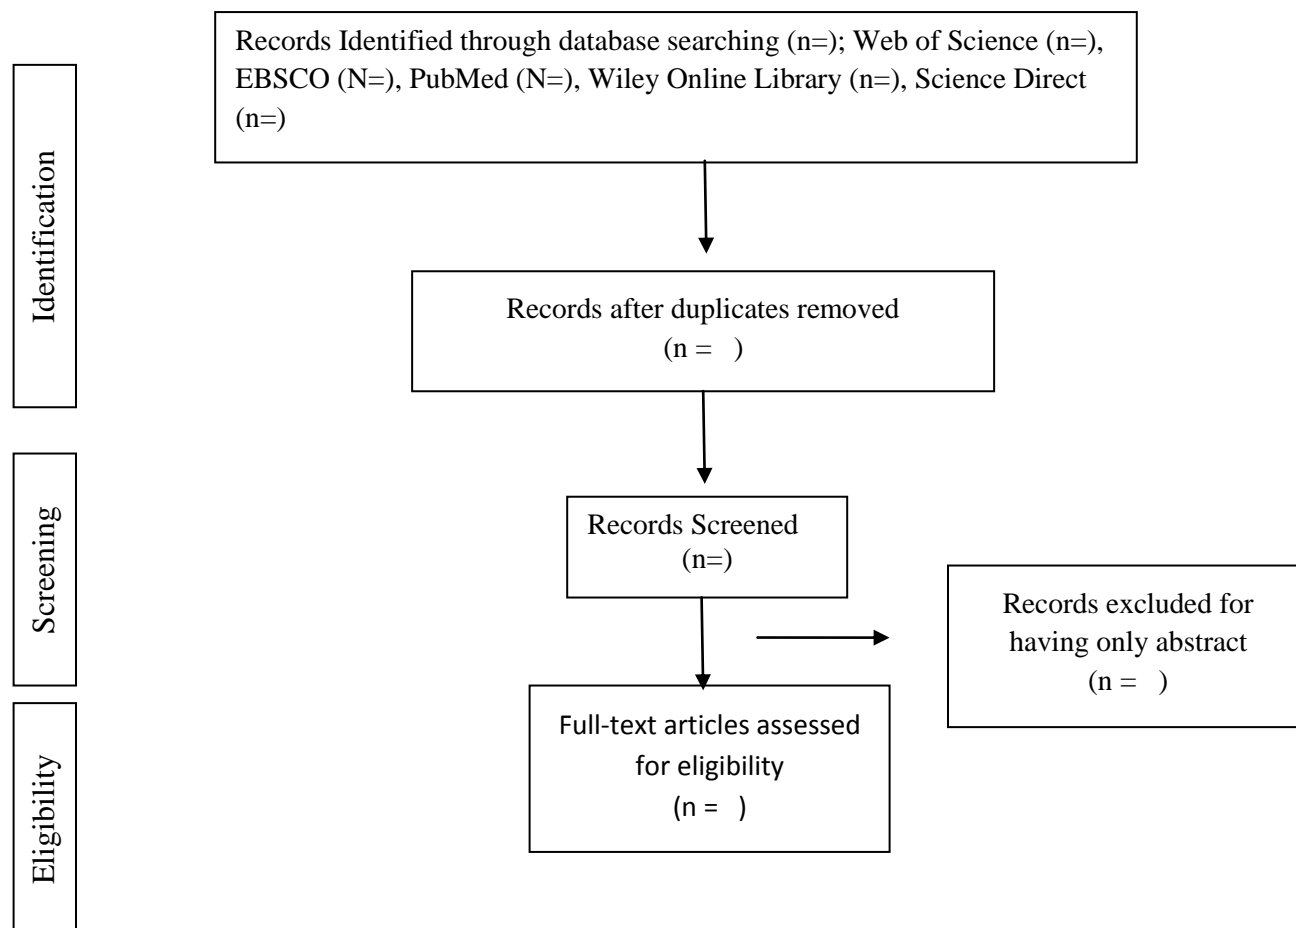 Records Identified through database searching (n=); Web of Science (n=),
EBSCO (N=), PubMed (N=), Wiley Online Library (n=), Science Direct
(n=)
Identification
Records after duplicates removed
(n =   )
Screening
Records Screened
(n=)
Records excluded for
having only abstract
(n =   )
Eligibility
Full-text articles assessed
for eligibility
(n =   )